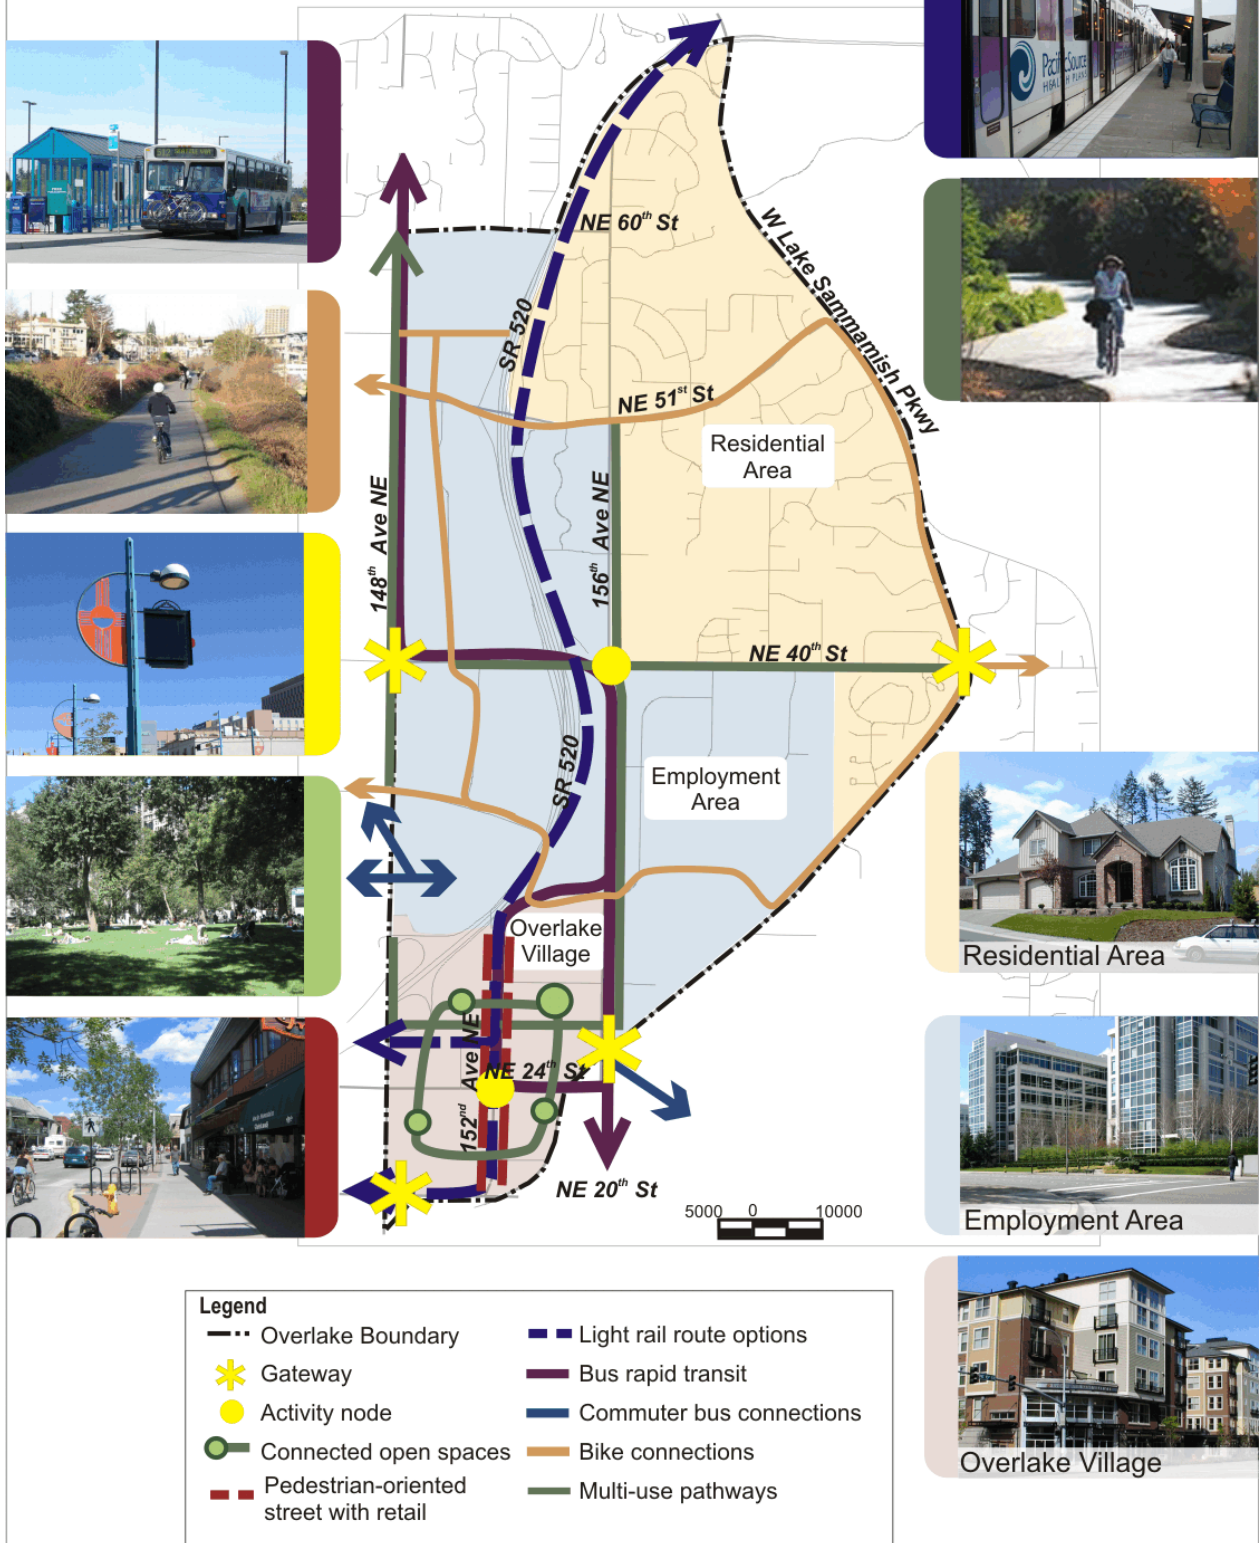 PacificSource
HEALTH PLANS
NE 60th St
W Lake Sammamish Pkwy
SR 520
NE 51st St
Residential
Area
148th Ave NE
156th Ave NE
NE 40th St
SR 520
Employment
Area
Overlake
Village
152nd Ave NE
NE 24th St
NE 20th St
5000 0 10000
Residential Area
Employment Area
Overlake Village
Legend
Overlake Boundary
Gateway
Activity node
Connected open spaces
Pedestrian-oriented
street with retail
Light rail route options
Bus rapid transit
Commuter bus connections
Bike connections
Multi-use pathways